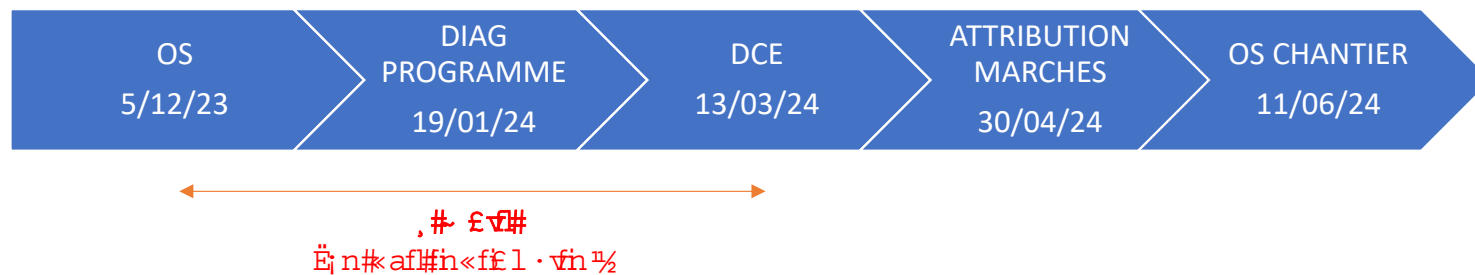 OS
5/12/23
DIAG
PROGRAMME
19/01/24
DCE
13/03/24
ATTRIBUTION
MARCHES
30/04/24
OS CHANTIER
11/06/24